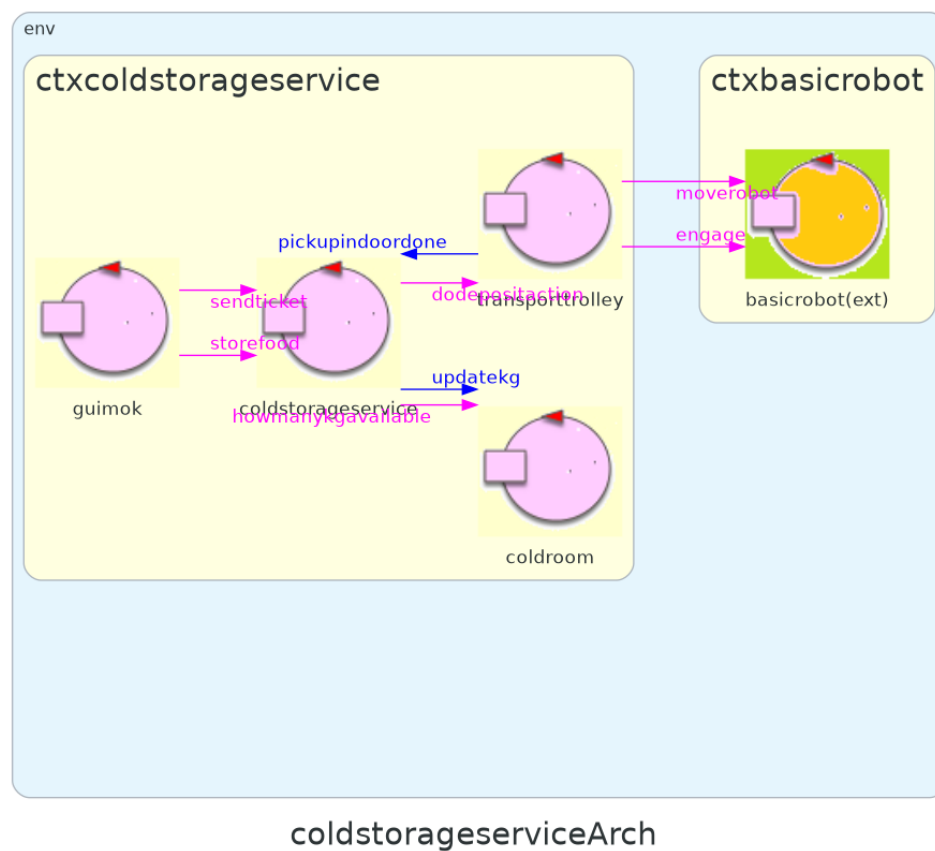 env
ctxcoldstorageservice
ctxbasicrobot
moverobot
engage
pickupindoordone
dodepositaction
transporttrolley
basicrobot(ext)
sendticket
storefood
updatekg
guimok
coldstorageservice
howmanykgavailable
coldroom
coldstorageserviceArch